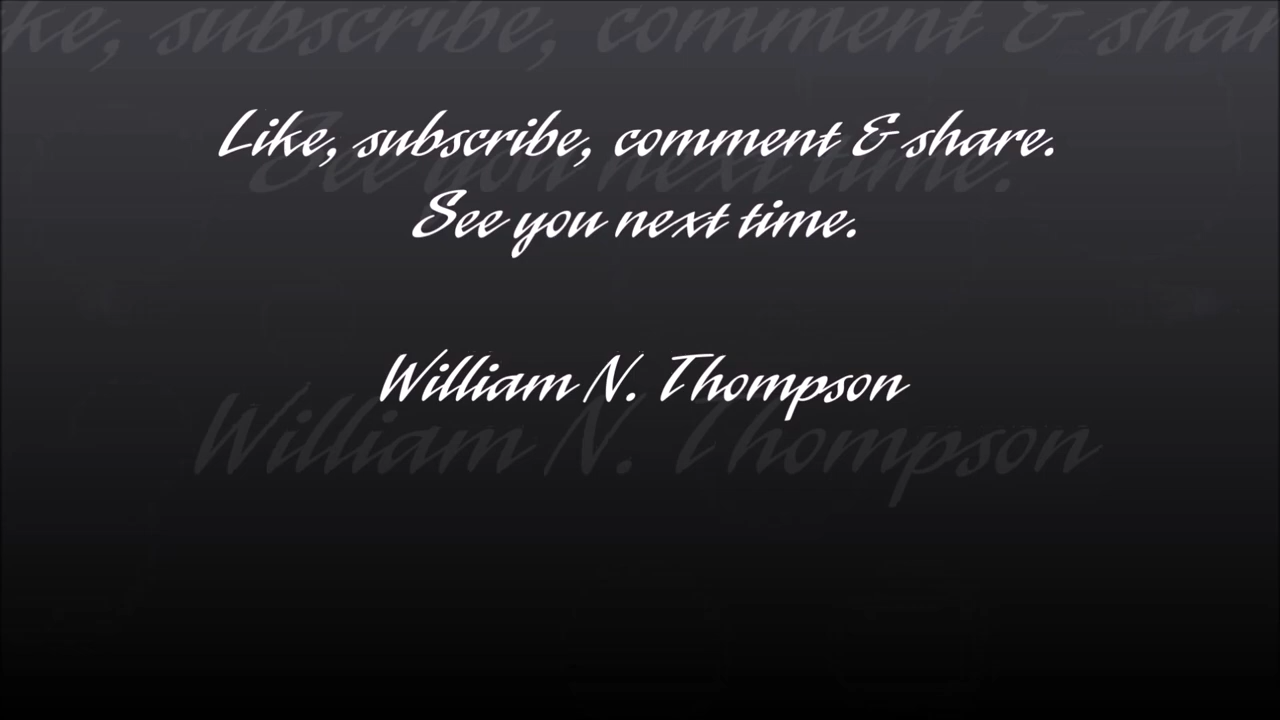 Like, subscribe, comment & share.
See you next time.
William N. Thompson